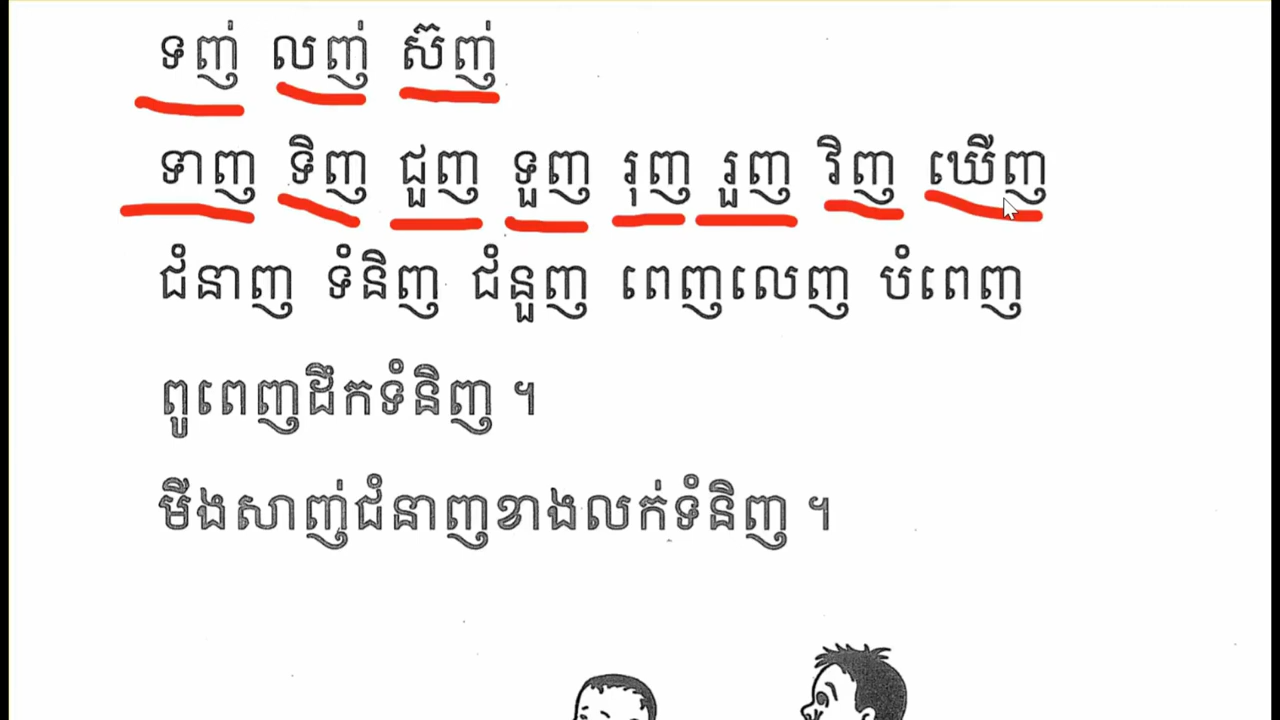 ទញ់ លញ់ ស៊ញ់
ទាញ ទិញ ជួញ ទួញ រុញ រួញ វិញ ឃើញ
ជំនាញ ទំនិញ ជំនួញ ពេញលេញ បំពេញ
ពូពេញដឹកទំនិញ ។
មីងសាញ់ជំនាញខាងលក់ទំនិញ ។